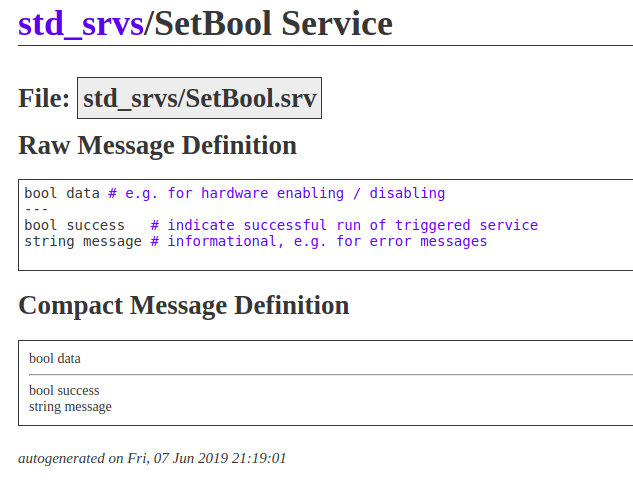 std_srvs/SetBool Service
File: std_srvs/SetBool.srv
Raw Message Definition
bool data # e.g. for hardware enabling / disabling
---
bool success   # indicate successful run of triggered service
string message # informational, e.g. for error messages
Compact Message Definition
bool data
bool success
string message
autogenerated on Fri, 07 Jun 2019 21:19:01